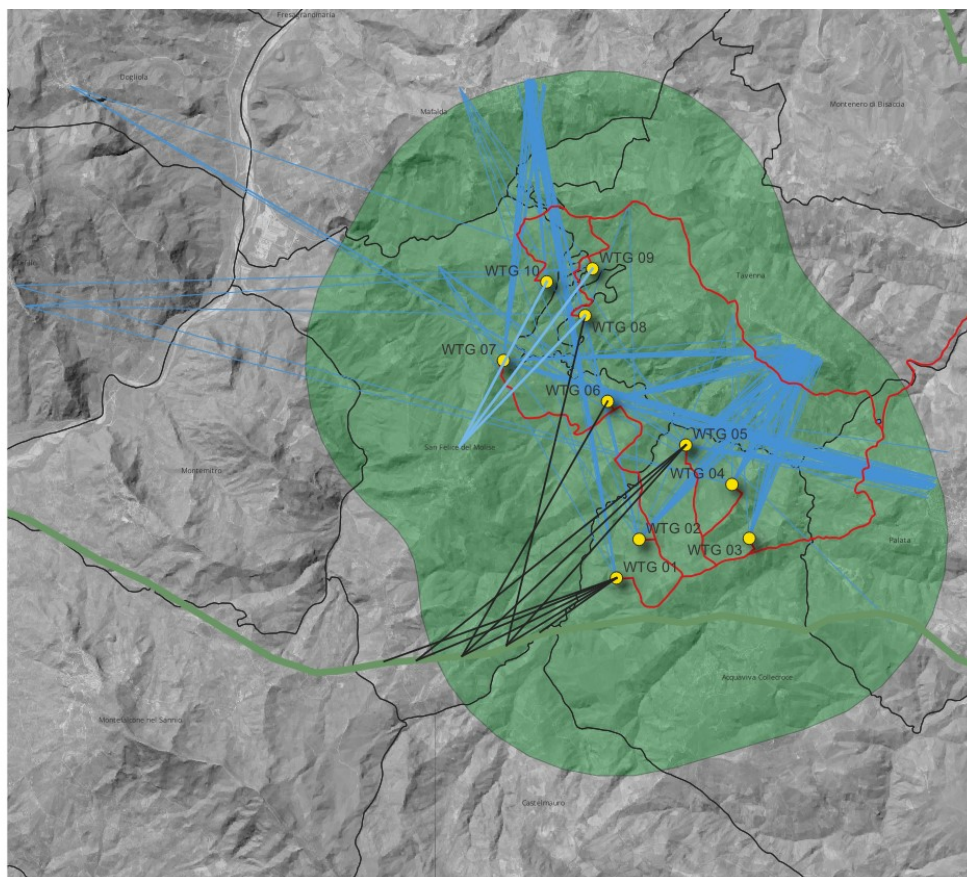 Fresagrandinaria
Dogliola
Mafalda
Montenero di Bisaccia
WTG 09
WTG 10
Taverna
WTG 08
WTG 07
WTG 06
WTG 05
San Felice del Molise
Montemitro
WTG 04
WTG 02
Palata
WTG 03
WTG 01
Acquaviva Collecroce
Montefalcone nel Sannio
Castelmauro